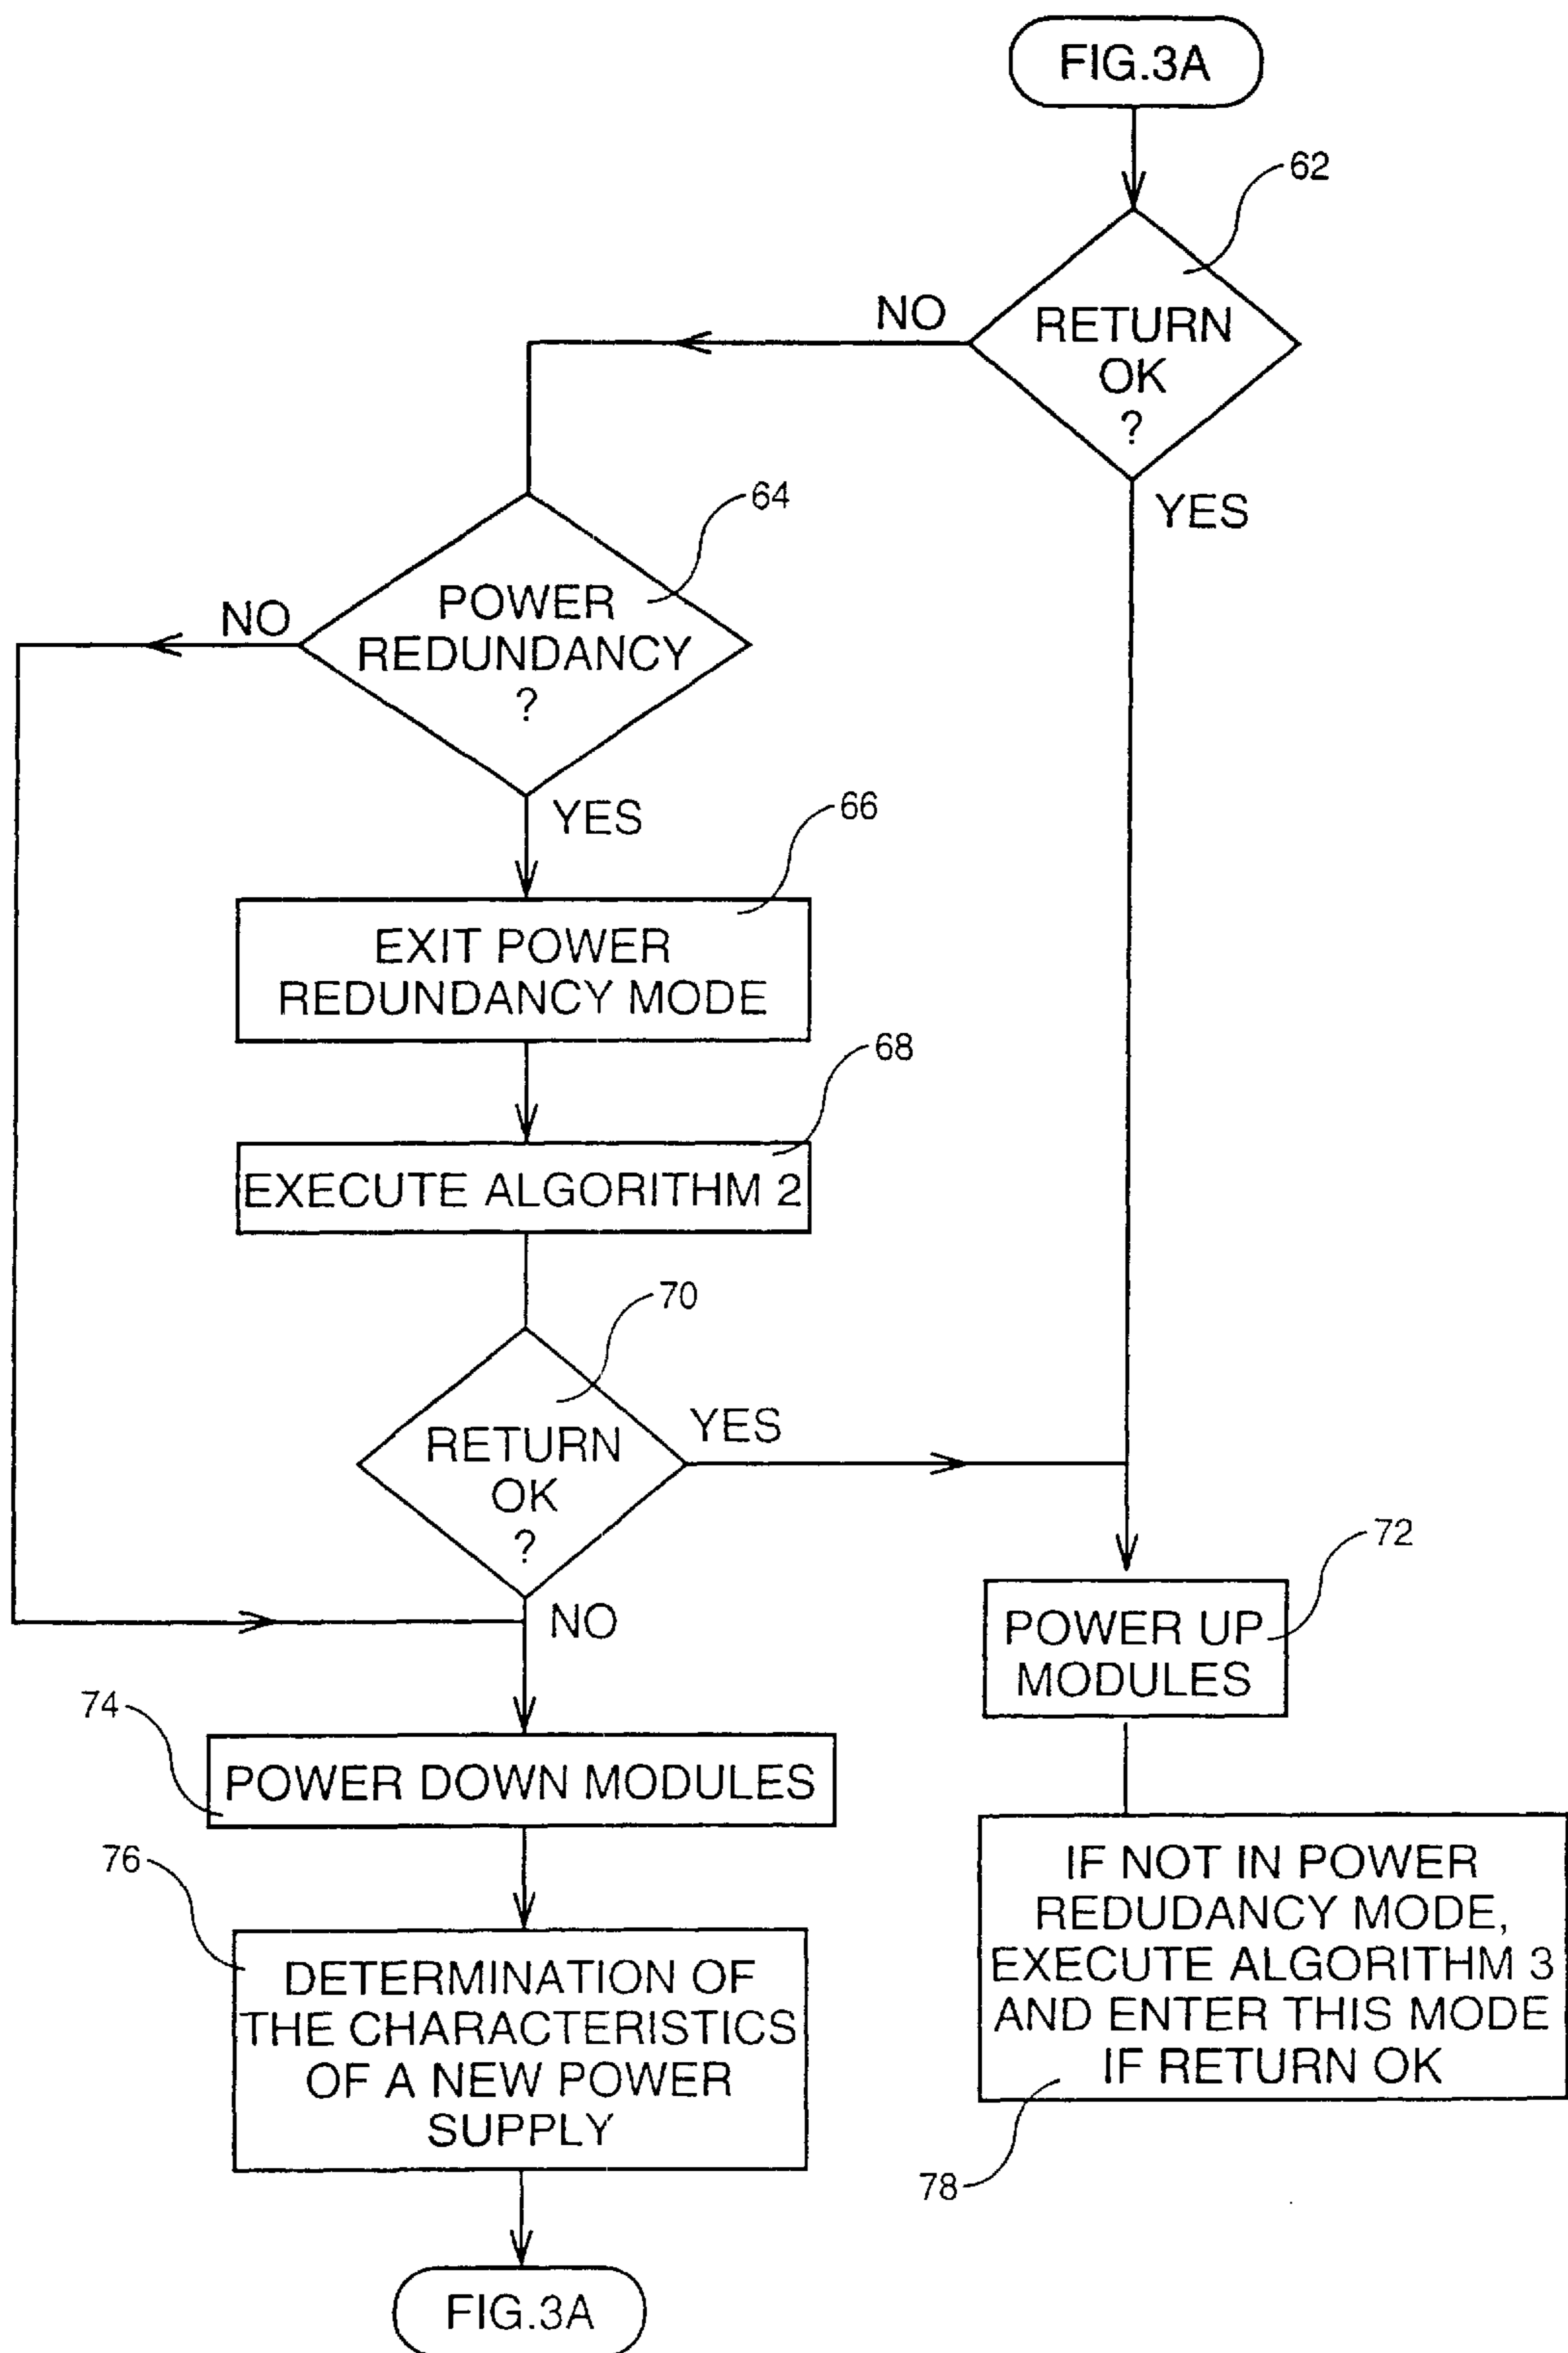 FIG.3A
62
RETURN
OK
?
NO
YES
64
POWER
REDUNDANCY
?
NO
YES
66
EXIT POWER
REDUNDANCY MODE
68
EXECUTE ALGORITHM 2
70
RETURN
OK
?
YES
NO
72
POWER UP
MODULES
74
POWER DOWN MODULES
76
DETERMINATION OF
THE CHARACTERISTICS
OF A NEW POWER
SUPPLY
IF NOT IN POWER
REDUDANCY MODE,
EXECUTE ALGORITHM 3
AND ENTER THIS MODE
IF RETURN OK
78
FIG.3A